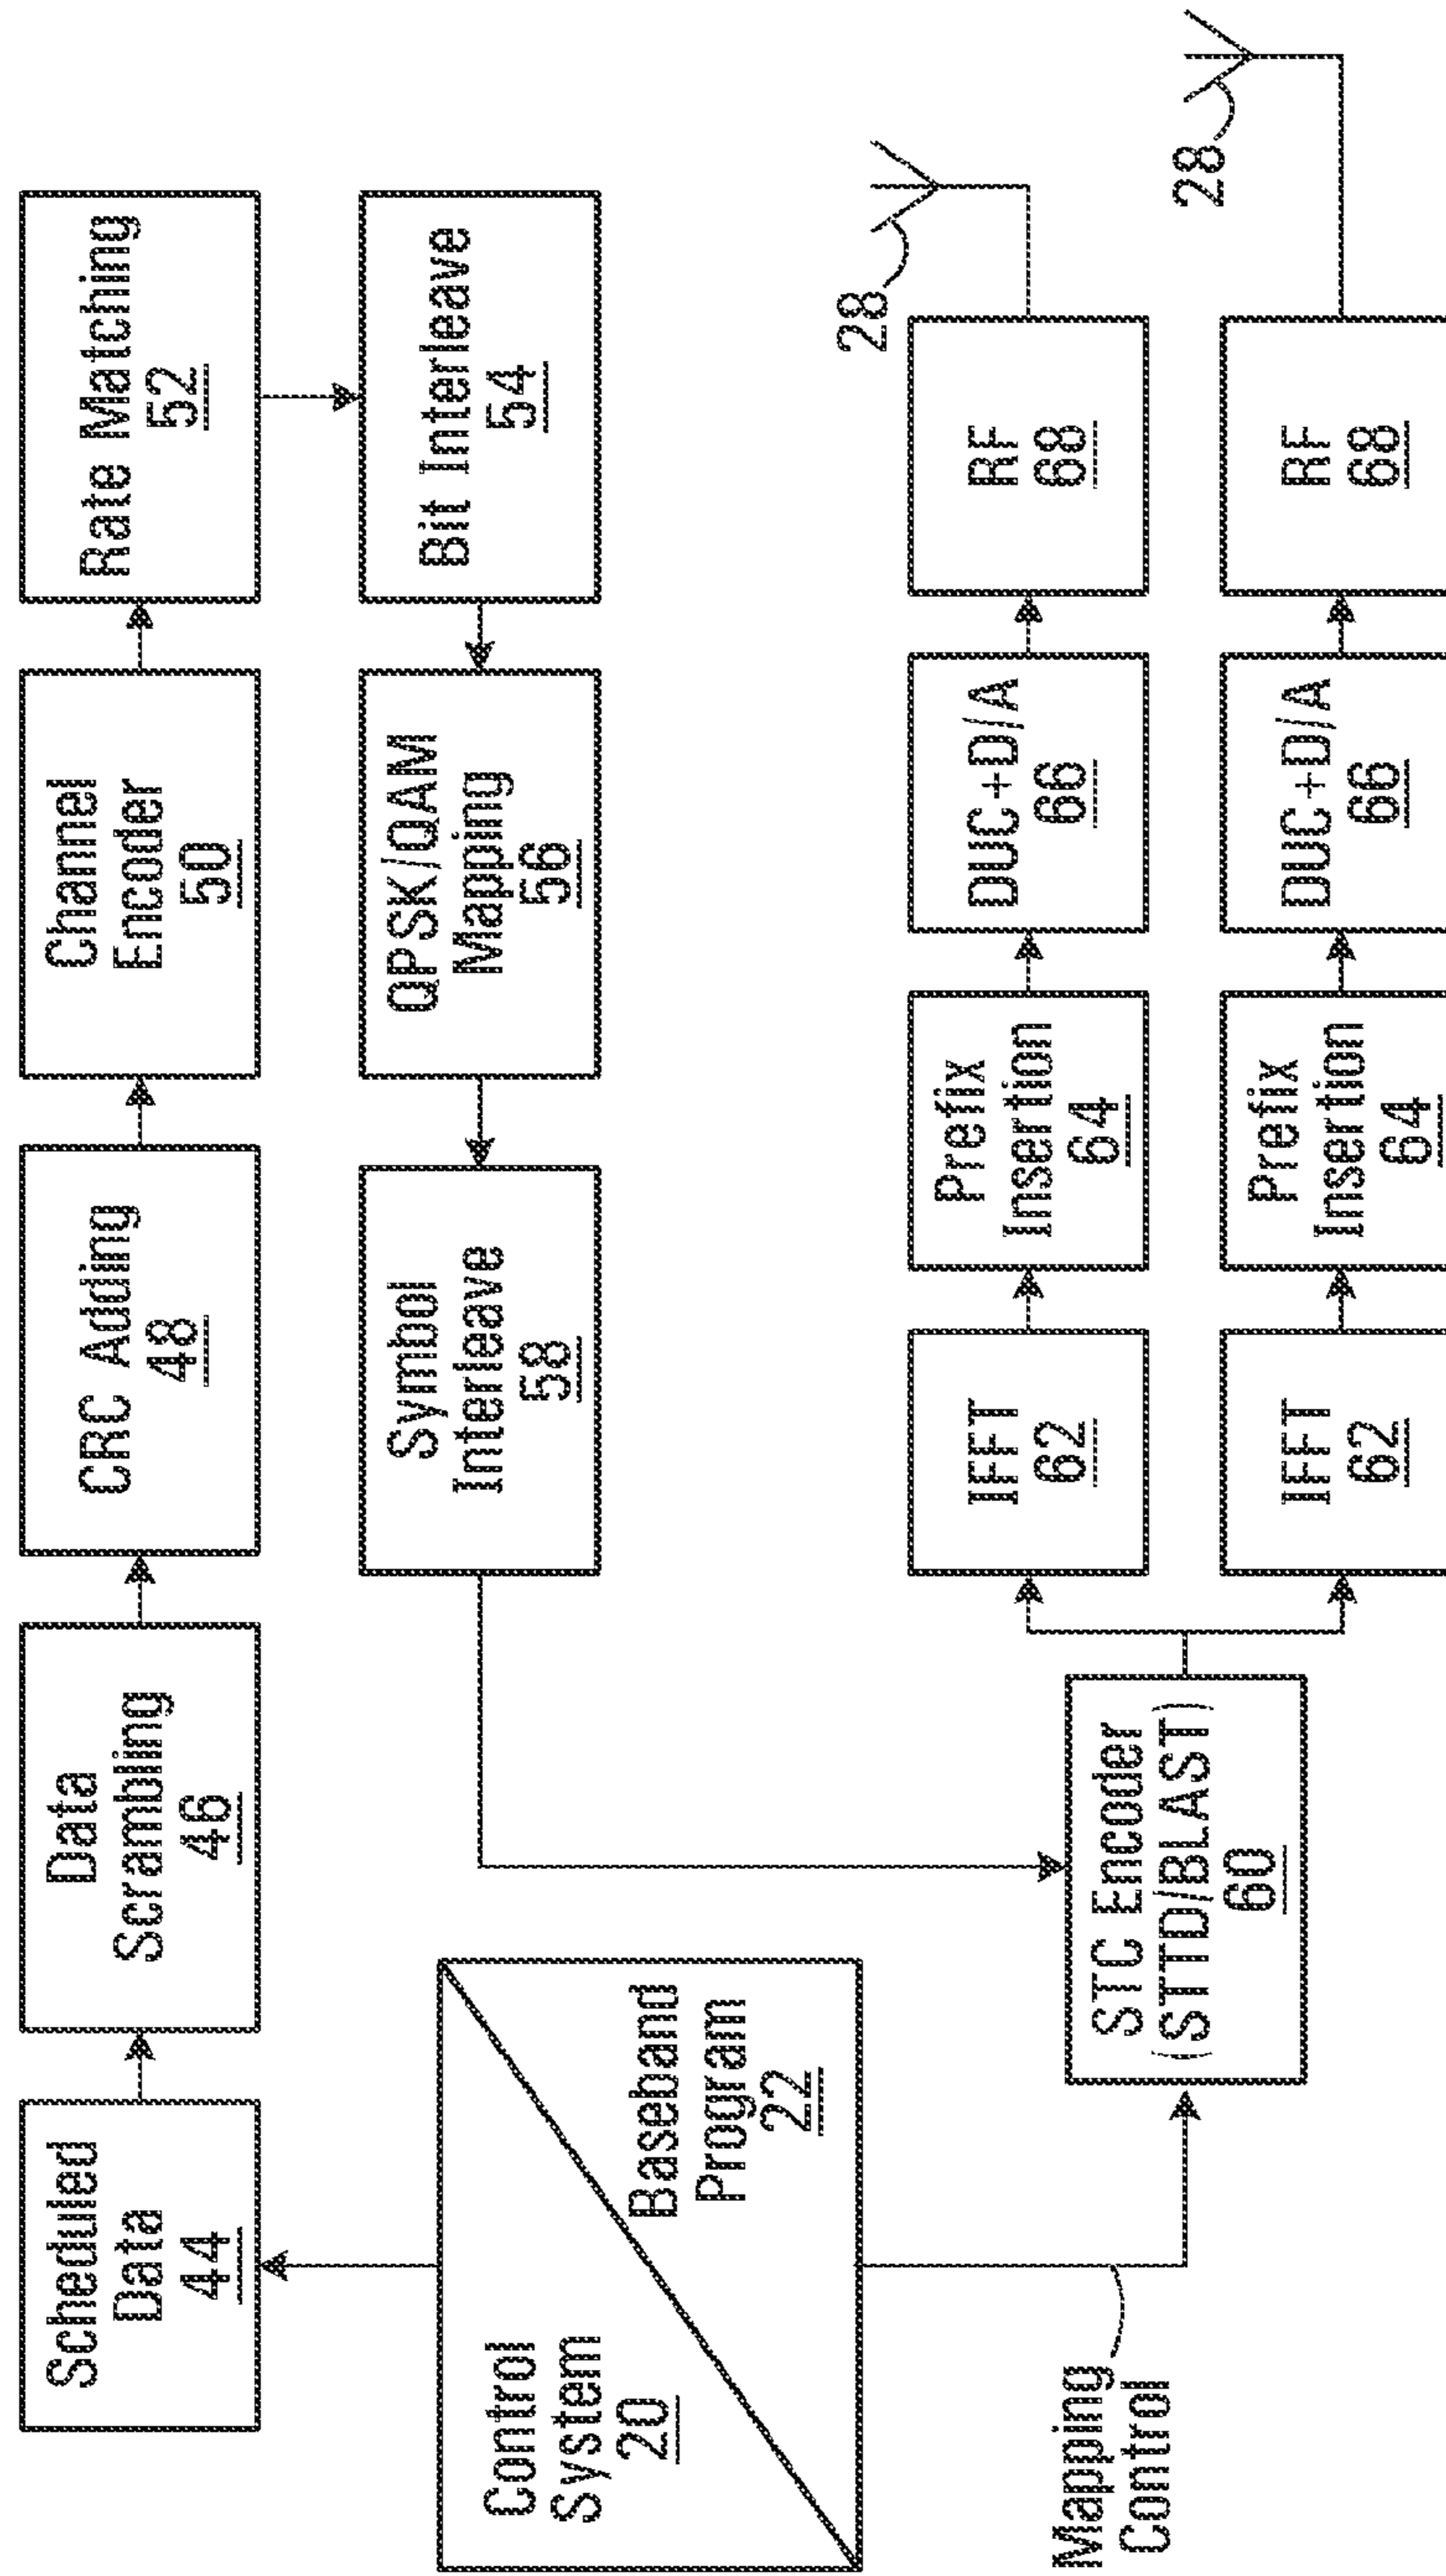 Scheduled
Data
44
Data
Scrambling
46
CRC Adding
48
Channel
Encoder
50
Rate Matching
52
Control
System
20
Baseband
Program
22
Symbol
Interleave
58
QPSK/QAM
Mapping
56
Bit Interleave
54
Mapping
Control
STC Encoder
(STTD/BLAST)
60
IFFT
62
Prefix
Insertion
64
DUC+D/A
66
RF
68
28
IFFT
62
Prefix
Insertion
64
DUC+D/A
66
RF
68
28